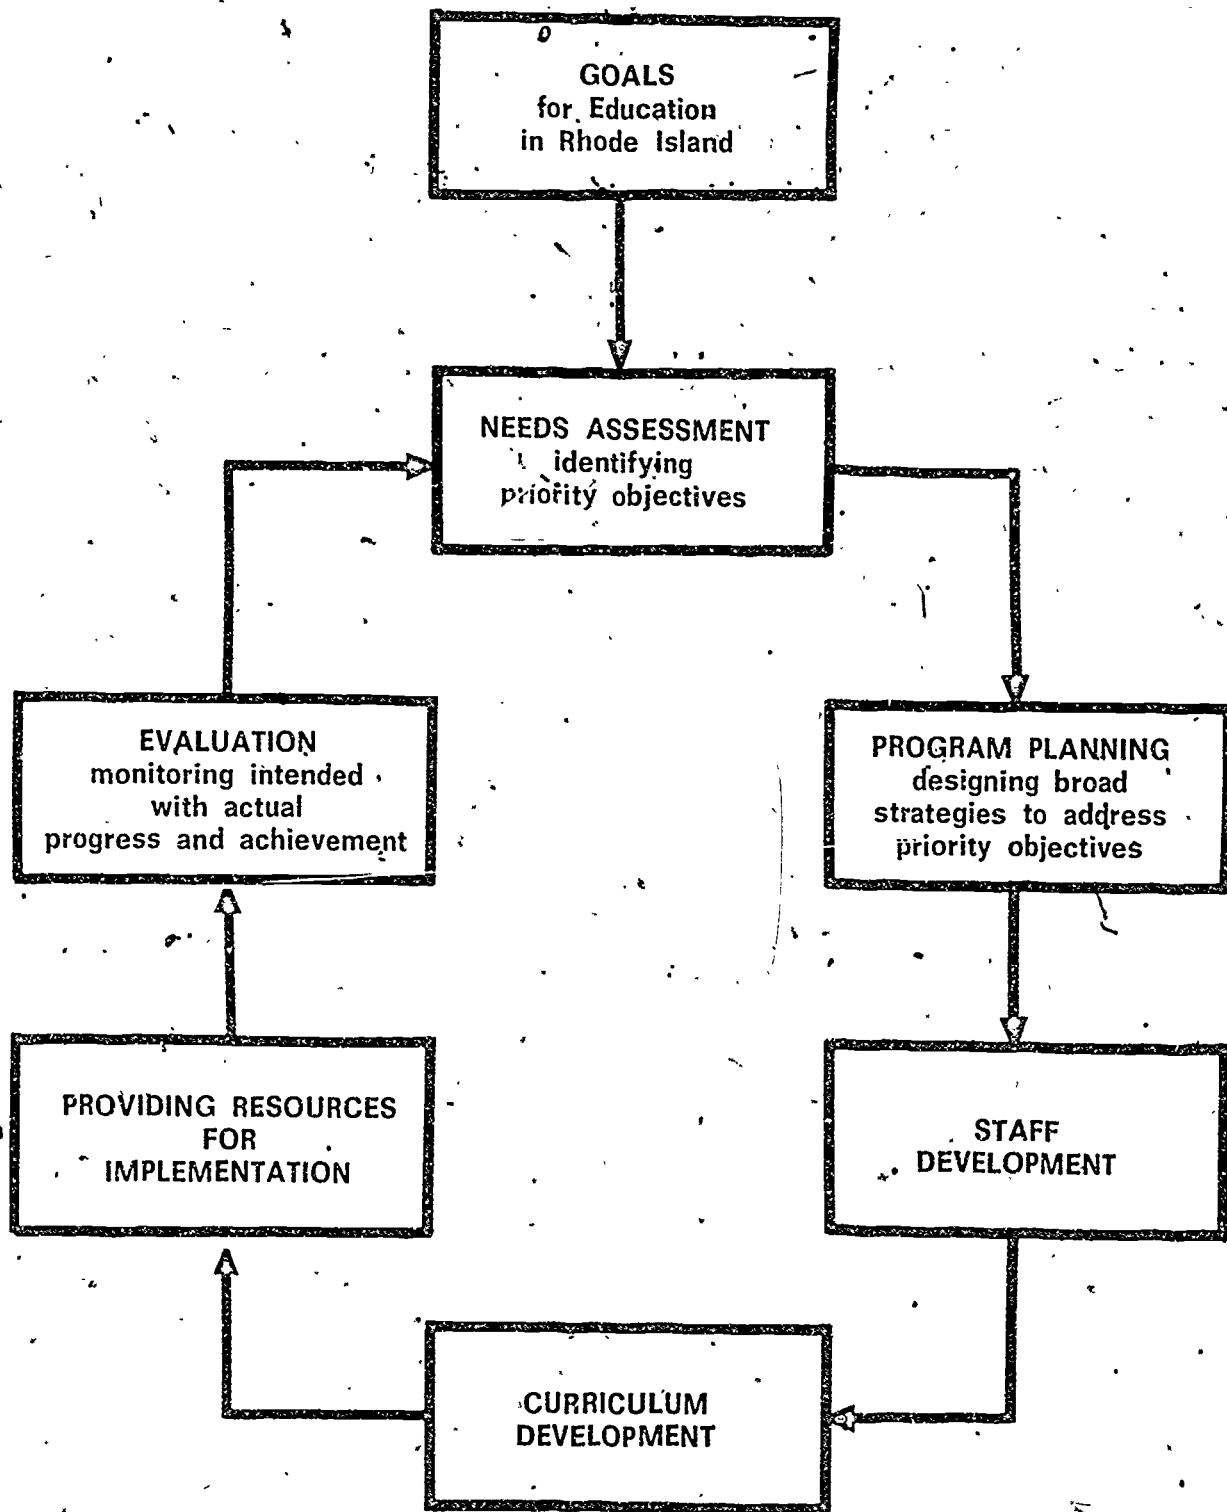 GOALS
for Education
in Rhode Island
NEEDS ASSESSMENT
identifying
priority objectives
EVALUATION
monitoring intended
with actual
progress and achievement
PROGRAM PLANNING
designing broad
strategies to address
priority objectives
PROVIDING RESOURCES
FOR
IMPLEMENTATION
STAFF
DEVELOPMENT
CURRICULUM
DEVELOPMENT